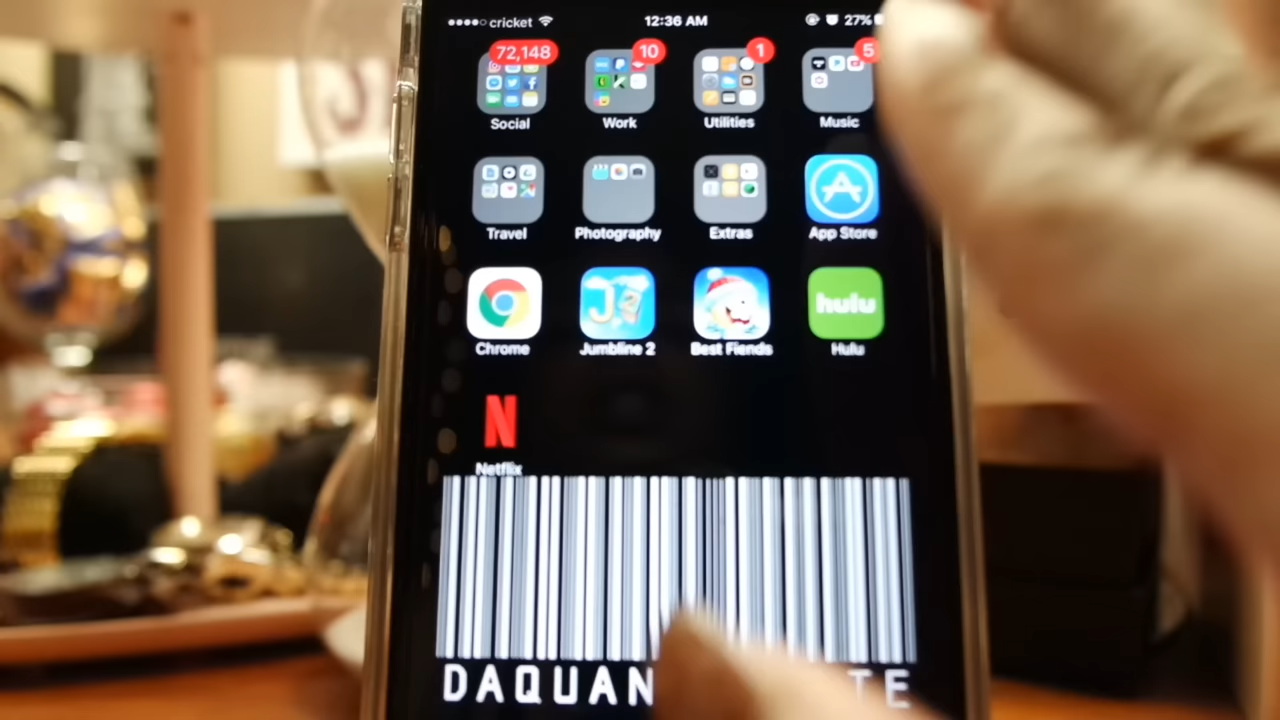 cricket 12:36 AM 27%
72,148 10 1 5
Social Work Utilities Music
Travel Photography Extras App Store
hulu
Chrome Jumbline 2 Best Fiends Hulu
N
Netflix
DAQUAN TE